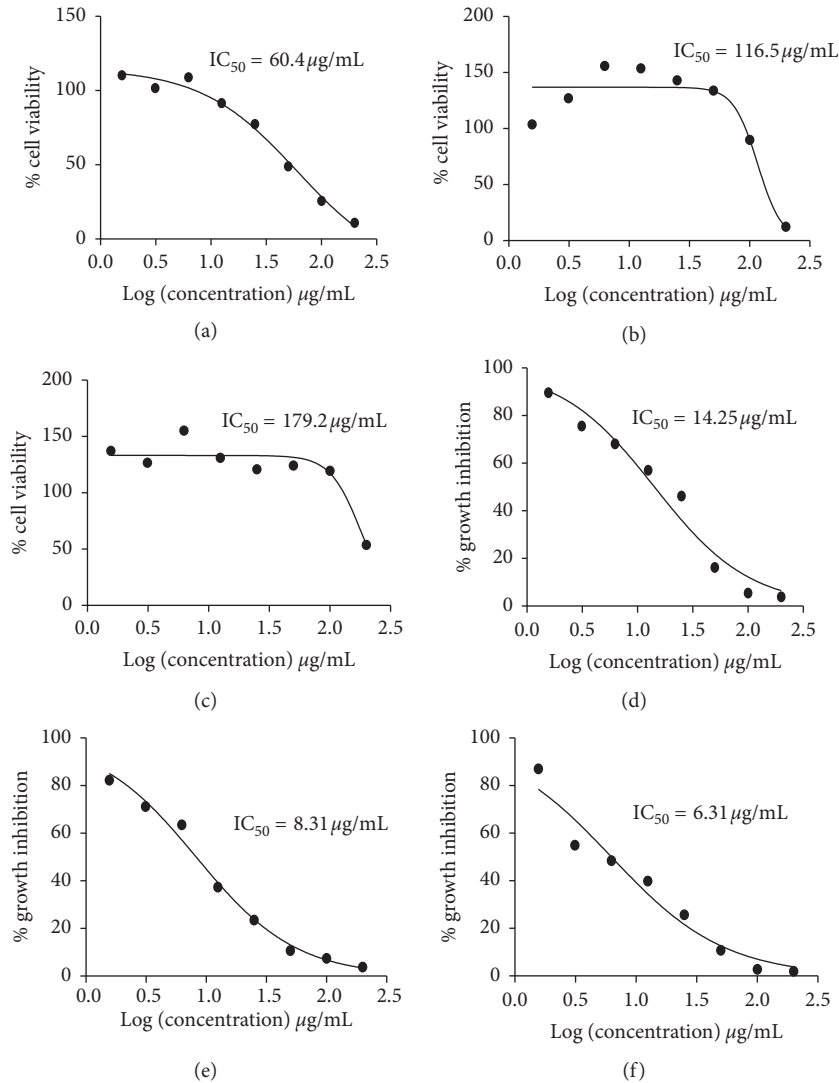 150
100
50
0
% cell viability
IC50 = 60.4 µg/mL
0.0 0.5 1.0 1.5 2.0 2.5
Log (concentration) µg/mL
(a)
200
150
100
50
0
% cell viability
IC50 = 116.5 µg/mL
0.0 0.5 1.0 1.5 2.0 2.5
Log (concentration) µg/mL
(b)
200
150
100
50
0
% cell viability
IC50 = 179.2 µg/mL
0.0 0.5 1.0 1.5 2.0 2.5
Log (concentration) µg/mL
(c)
100
80
60
40
20
0
% growth inhibition
IC50 = 14.25 µg/mL
0.0 0.5 1.0 1.5 2.0 2.5
Log (concentration) µg/mL
(d)
100
80
60
40
20
0
% growth inhibition
IC50 = 8.31 µg/mL
0.0 0.5 1.0 1.5 2.0 2.5
Log (concentration) µg/mL
(e)
100
80
60
40
20
0
% growth inhibition
IC50 = 6.31 µg/mL
0.0 0.5 1.0 1.5 2.0 2.5
Log (concentration) µg/mL
(f)